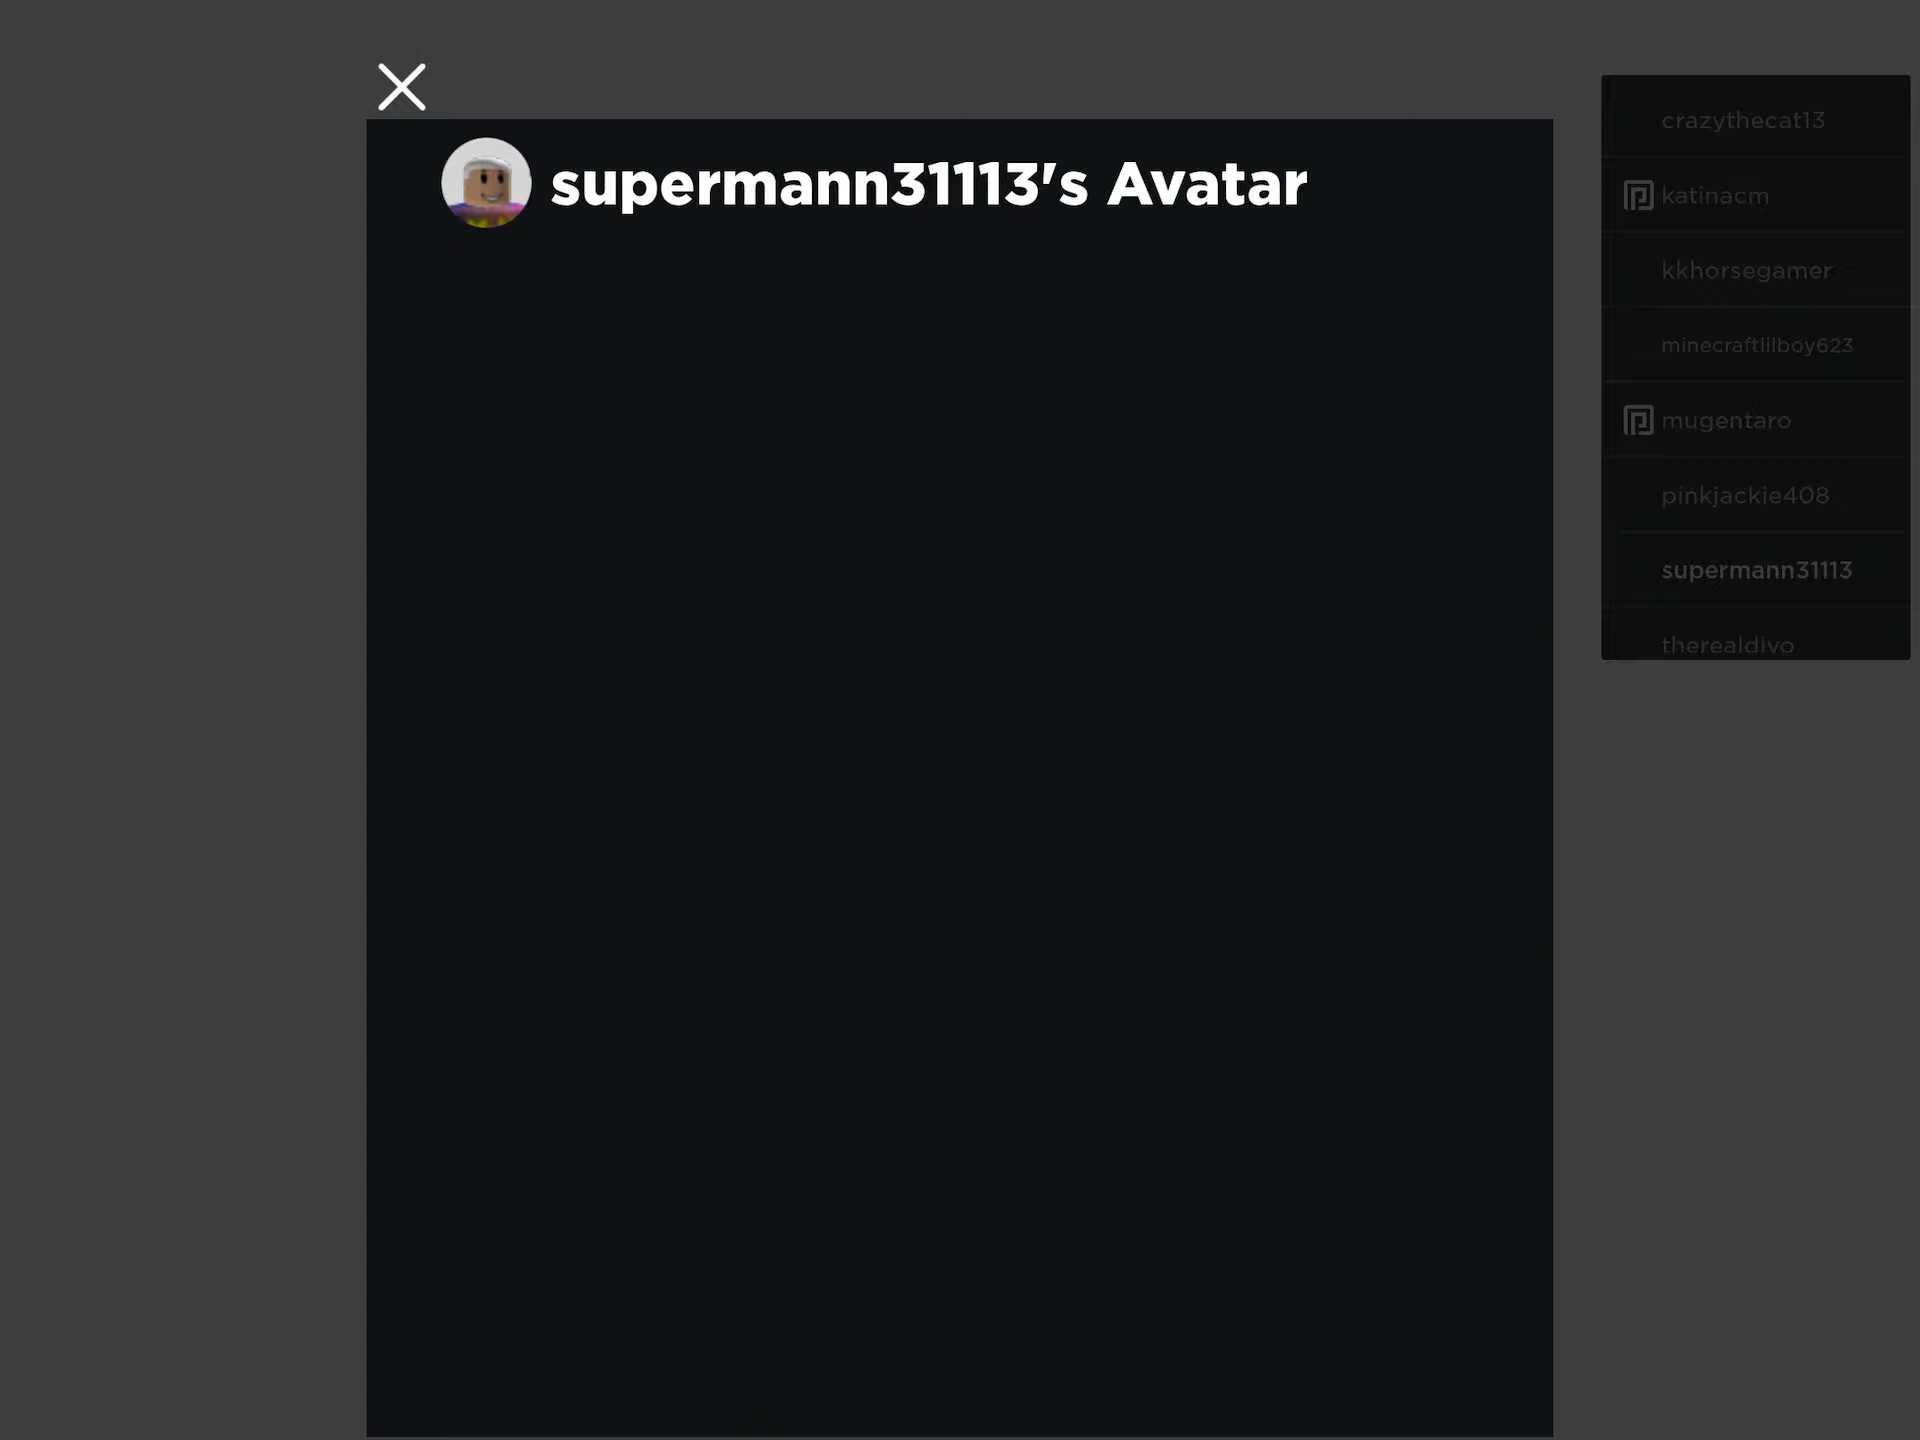 supermann31113's Avatar
crazythecat13
katinacm
kkhorsegamer
minecraftlilboy623
mugentaro
pinkjackie408
supermann31113
therealdivo